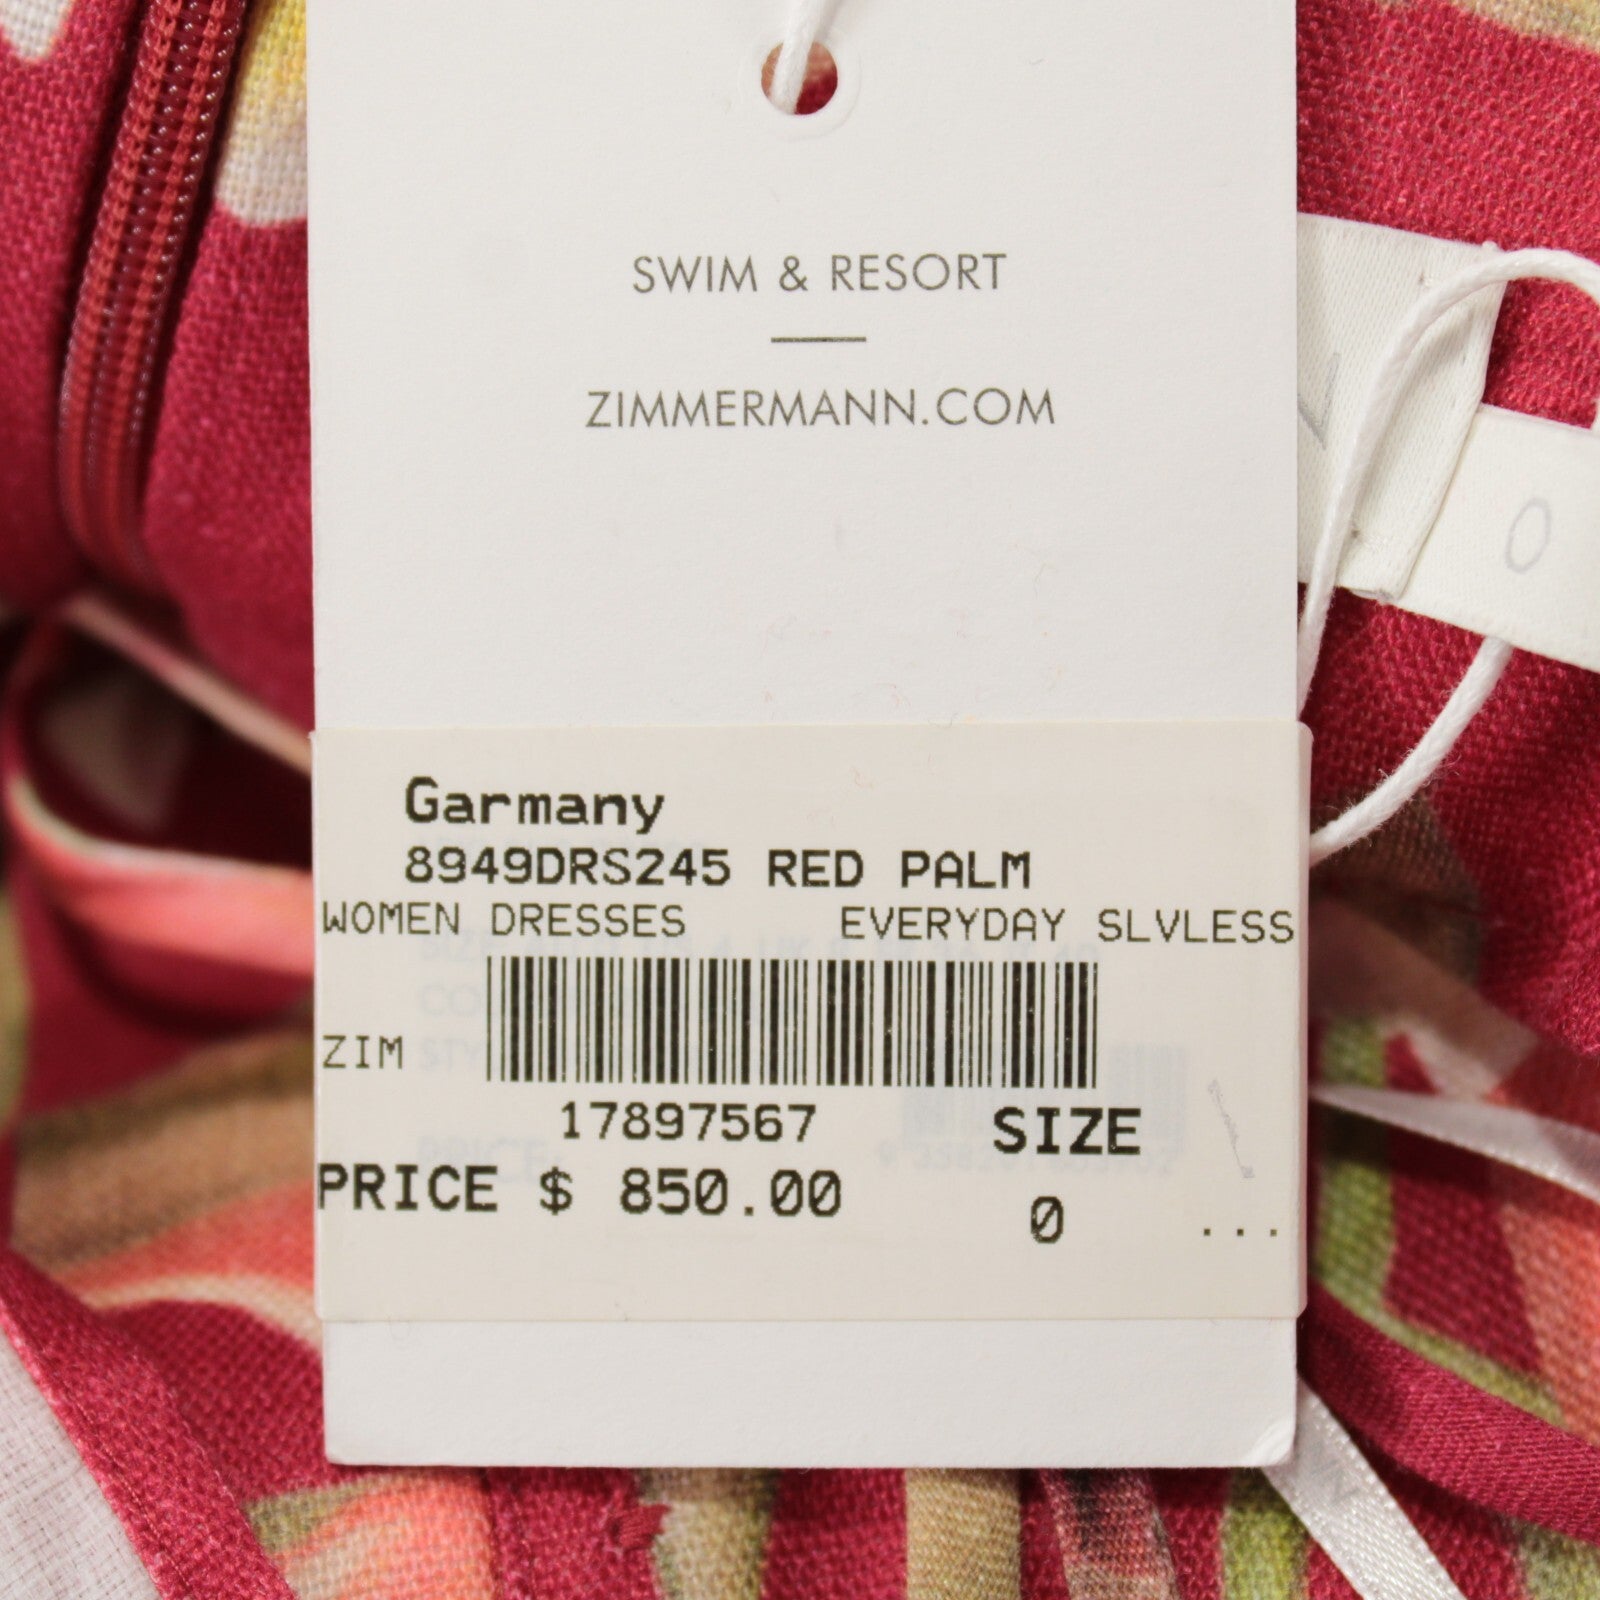 SWIM & RESORT
ZIMMERMANN.COM
0
Garmany
8949DRS245 RED PALM
WOMEN DRESSES EVERYDAY SLVLESS
ZIM
17897567 SIZE
PRICE $ 850.00 0 ...